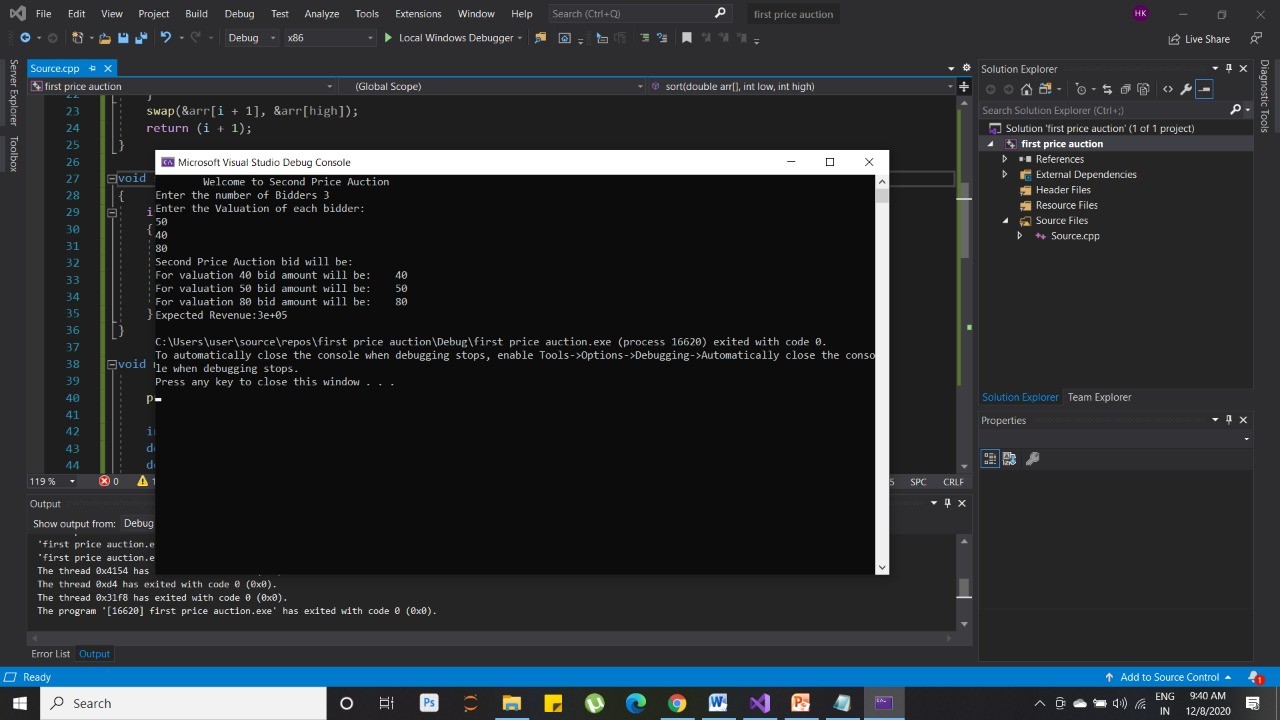 File Edit View Project Build Debug Test Analyze Tools Extensions Window Help Search (Ctrl+Q) first price auction HK
Debug x86 Local Windows Debugger Live Share
Server Explorer
Toolbox
Source.cpp
first price auction (Global Scope) sort(double arr[], int low, int high)
22 }
23 swap(&arr[i + 1], &arr[high]);
24 return (i + 1);
25 }
26
27 void
28 {
29 i
30 {
31
32
33
34
35 }
36 }
37
38 void
39
40 p
41
42 in
43 do
44 do
119 % 0 1 SPC CRLF
Microsoft Visual Studio Debug Console
Welcome to Second Price Auction
Enter the number of Bidders 3
Enter the Valuation of each bidder:
50
40
80
Second Price Auction bid will be:
For valuation 40 bid amount will be: 40
For valuation 50 bid amount will be: 50
For valuation 80 bid amount will be: 80
Expected Revenue:3e+05
C:\Users\user\source\repos\first price auction\Debug\first price auction.exe (process 16620) exited with code 0.
To automatically close the console when debugging stops, enable Tools->Options->Debugging->Automatically close the conso
le when debugging stops.
Press any key to close this window . . .
Output
Show output from: Debug
'first price auction.e
'first price auction.e
The thread 0x4154 has
The thread 0xd4 has exited with code 0 (0x0).
The thread 0x31f8 has exited with code 0 (0x0).
The program '[16620] first price auction.exe' has exited with code 0 (0x0).
Error List Output
Solution Explorer
Search Solution Explorer (Ctrl+;)
Solution 'first price auction' (1 of 1 project)
first price auction
References
External Dependencies
Header Files
Resource Files
Source Files
Source.cpp
Solution Explorer Team Explorer
Properties
Diagnostic Tools
Ready Add to Source Control 1
Search
ENG
IN
9:40 AM
12/8/2020